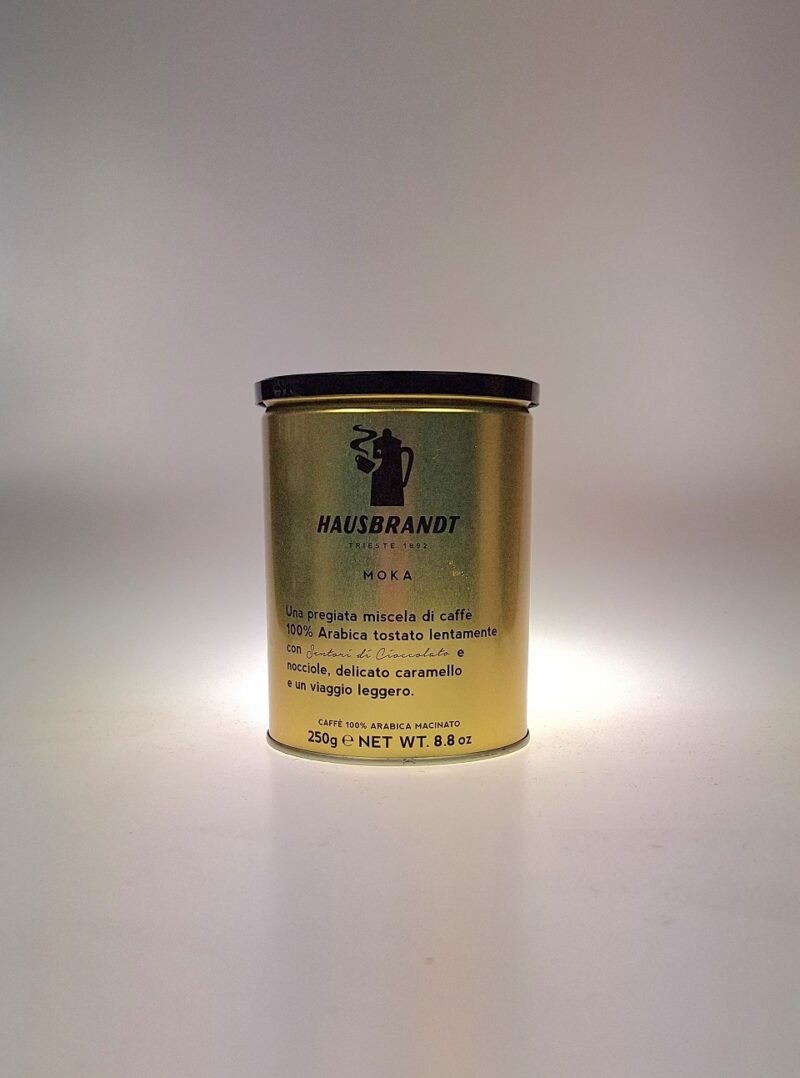 HAUSBRANDT
TRIESTE 1892
MOKA
Una pregiata miscela di caffè
100% Arabica tostato lentamente
con Sentori di Cioccolato e
nocciole, delicato caramello
e un viaggio leggero.
CAFFÈ 100% ARABICA MACINATO
250g ℮ NET WT. 8.8 oz